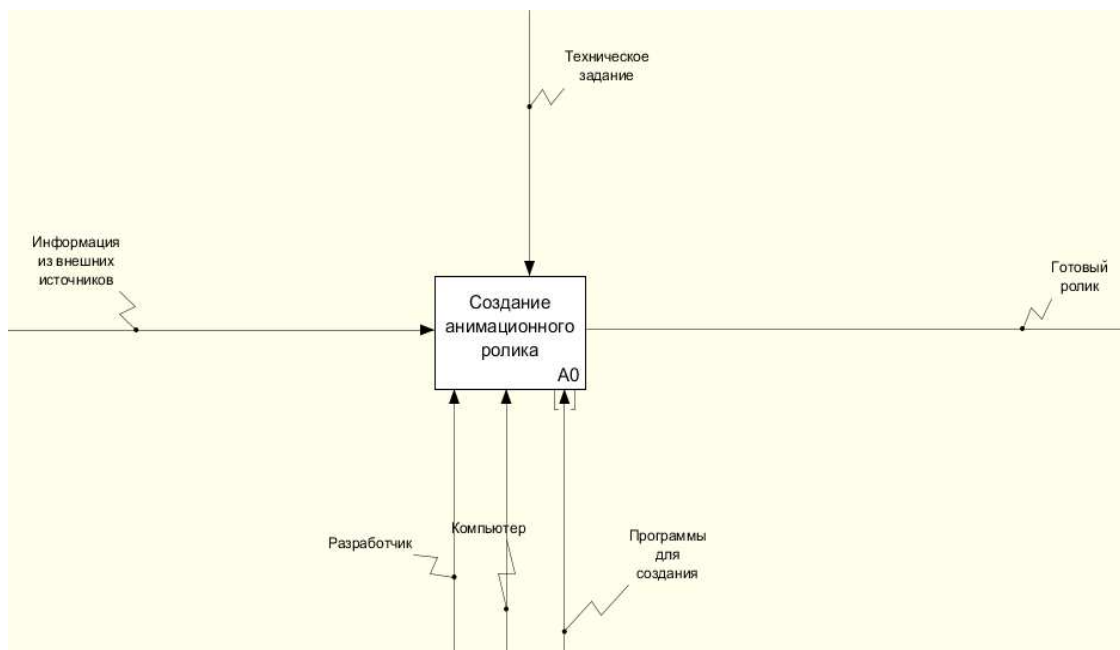 Техническое
задание
Информация
из внешних
источников
Готовый
ролик
Создание
анимационного
ролика
A0
Разработчик
Компьютер
Программы
для
создания